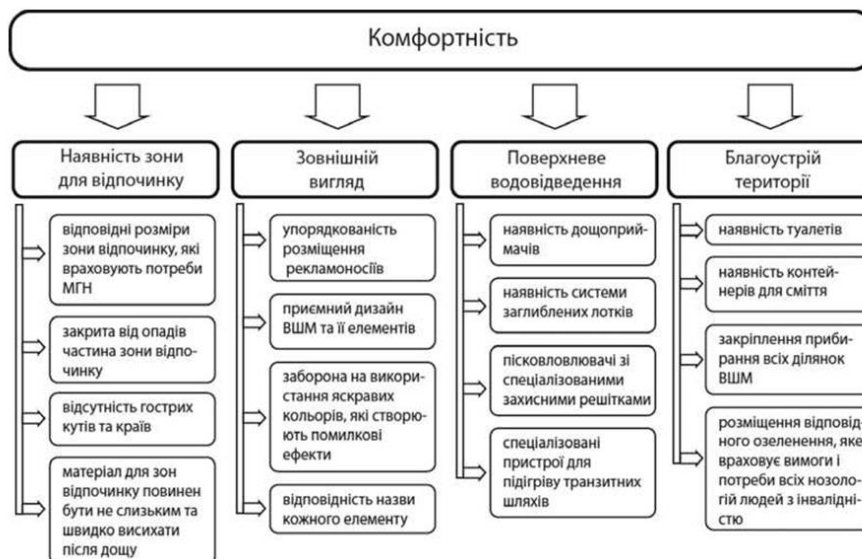 Комфортність
Наявність зони
для відпочинку
відповідні розміри
зони відпочинку, які
враховують потреби
МГН
закрита від опадів
частина зони відпо-
чинку
відсутність гострих
кутів та країв
матеріал для зон
відпочинку повинен
бути не слизьким та
швидко висихати
після дощу
Зовнішній
вигляд
упорядкованість
розміщення
рекламоносіїв
приємний дизайн
ВШМ та її елементів
заборона на викори-
стання яскравих
кольорів, які створю-
ють помилкові
ефекти
відповідність назви
кожного елементу
Поверхневе
водовідведення
наявність дощоприй-
мачів
наявність системи
заглиблених лотків
пісковловлювачі зі
спеціалізованими
захисними решітками
спеціалізовані
пристрої для
підігріву транзитних
шляхів
Благоустрій
території
наявність туалетів
наявність контей-
нерів для сміття
закріплення приби-
рання всіх ділянок
ВШМ
розміщення відповід-
ного озеленення, яке
враховує вимоги і
потреби всіх нозоло-
гій людей з інвалідні-
стю